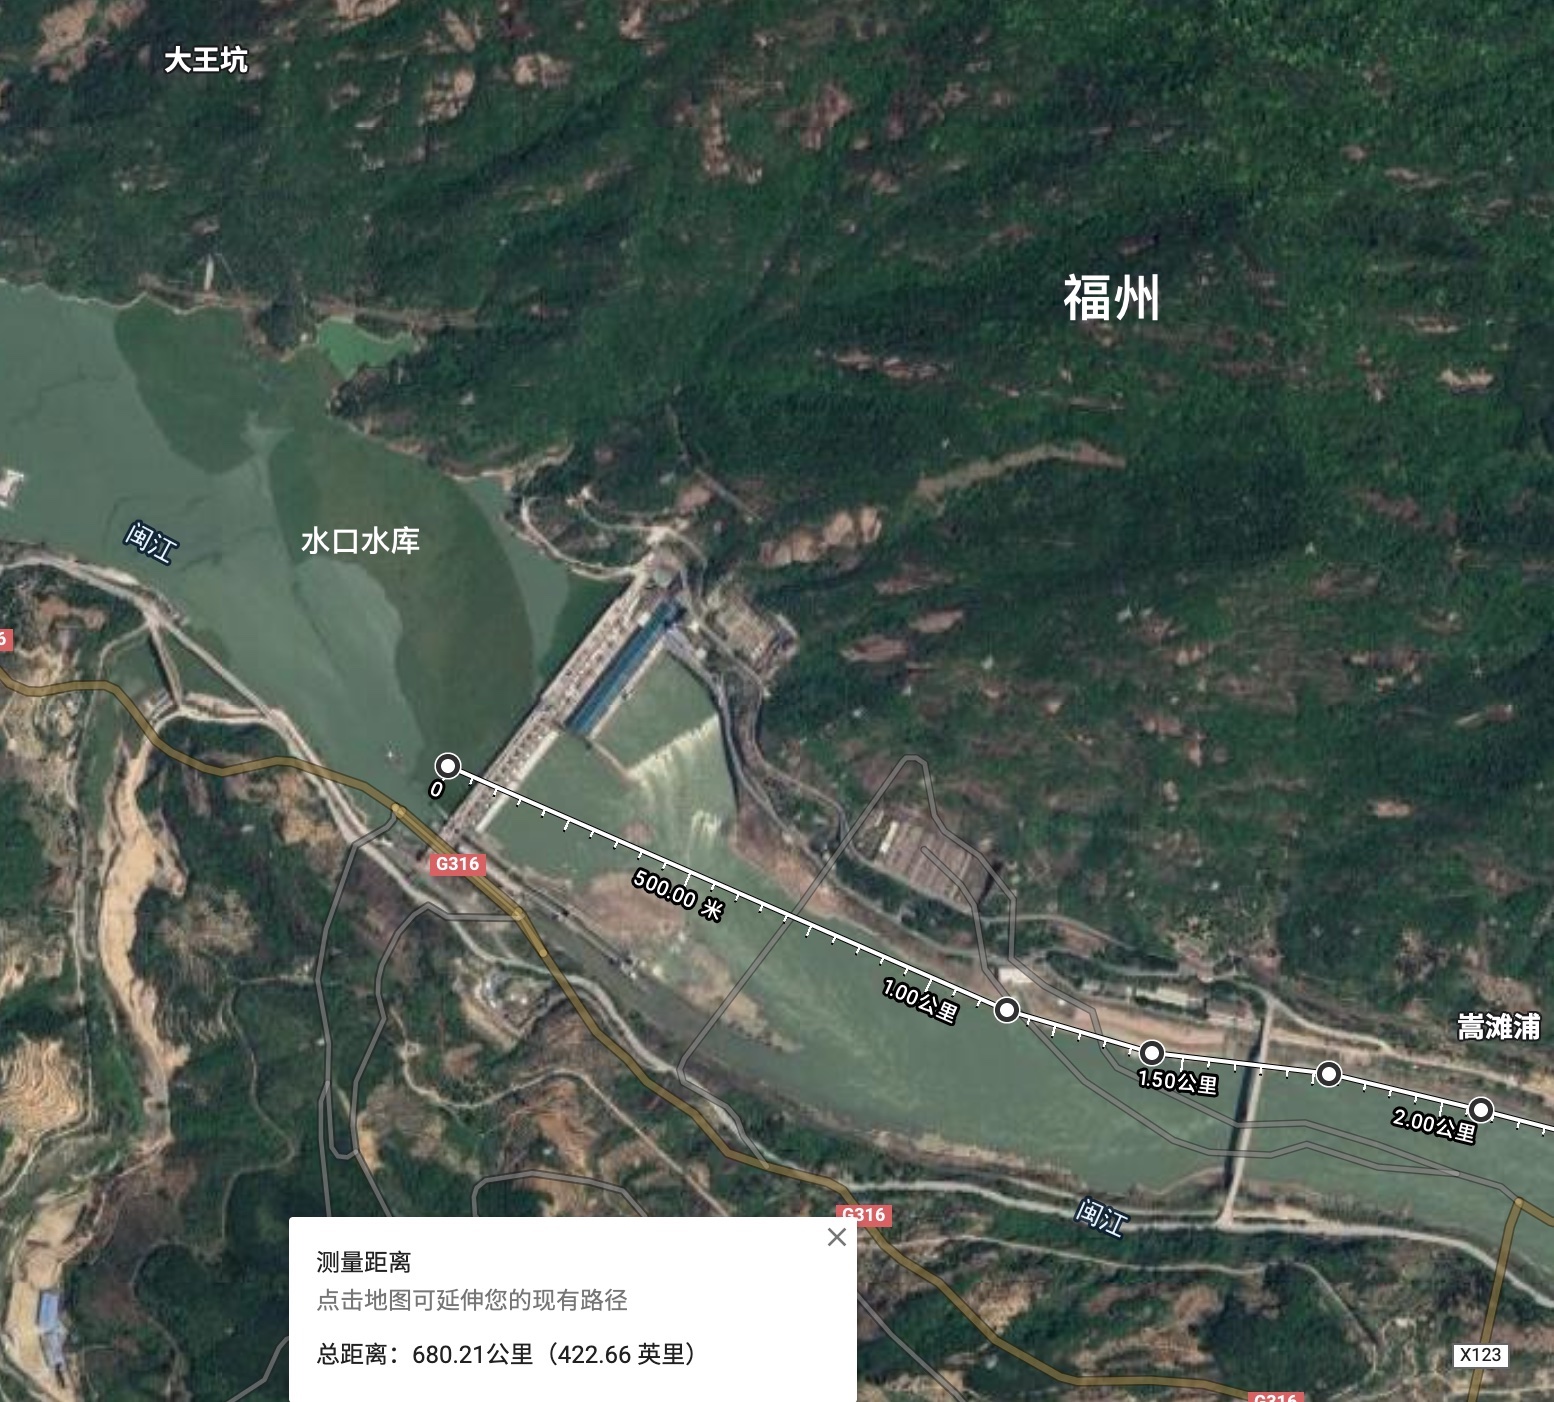 大王坑
福州
闽江
水口水库
6
0
G316
500.00 米
1.00公里
嵩滩浦
1.50公里
2.00公里
闽江
G316
测量距离
点击地图可延伸您的现有路径
总距离：680.21公里（422.66 英里）
X123
G316